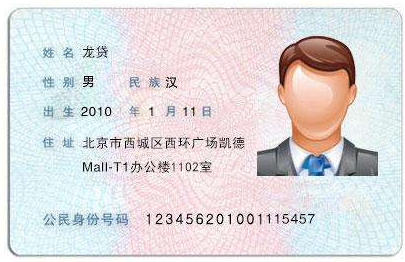 姓名 龙贷
性别 男 民族 汉
出生 2010 年 1 月 11 日
住址 北京市西城区西环广场凯德
Mall-T1办公楼1102室
公民身份号码 123456201001115457